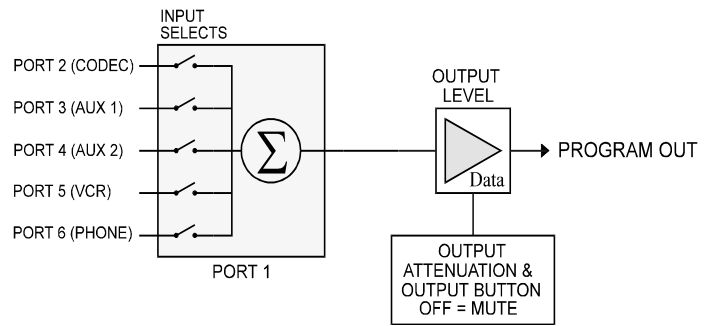 INPUT
SELECTS
PORT 2 (CODEC)
PORT 3 (AUX 1)
PORT 4 (AUX 2)
PORT 5 (VCR)
PORT 6 (PHONE)
Σ
PORT 1
OUTPUT
LEVEL
Data
PROGRAM OUT
OUTPUT
ATTENUATION &
OUTPUT BUTTON
OFF = MUTE